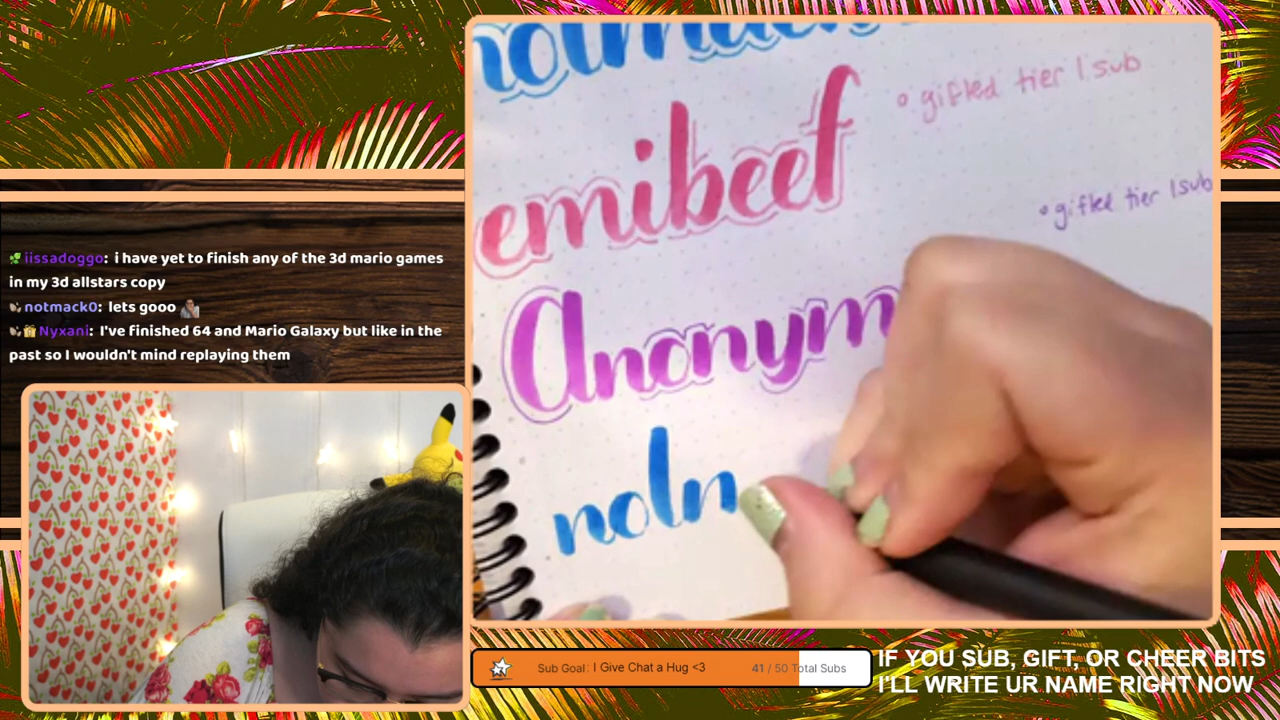 iissadoggo: i have yet to finish any of the 3d mario games
in my 3d allstars copy
notmack0: lets gooo
Nyxani: I've finished 64 and Mario Galaxy but like in the
past so I wouldn't mind replaying them
emibeef
gifted tier 1 sub
gifted tier 1 sub
Anonym
notn
Sub Goal: I Give Chat a Hug <3
41 / 50 Total Subs
IF YOU SUB, GIFT, OR CHEER BITS
I'LL WRITE UR NAME RIGHT NOW